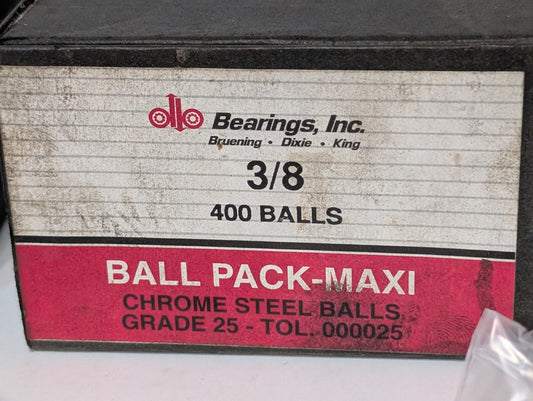 Bearings, Inc.
Bruening • Dixie • King
3/8
400 BALLS
BALL PACK-MAXI
CHROME STEEL BALLS
GRADE 25 - TOL. 000025